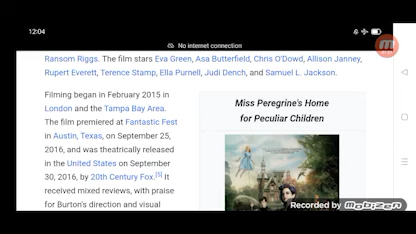 12:04
No internet connection
Ransom Riggs. The film stars Eva Green, Asa Butterfield, Chris O'Dowd, Allison Janney,
Rupert Everett, Terence Stamp, Ella Purnell, Judi Dench, and Samuel L. Jackson.
Filming began in February 2015 in
London and the Tampa Bay Area.
The film premiered at Fantastic Fest
in Austin, Texas, on September 25,
2016, and was theatrically released
in the United States on September
30, 2016, by 20th Century Fox.[5] It
received mixed reviews, with praise
for Burton's direction and visual
Miss Peregrine's Home
for Peculiar Children
Recorded by mobizen